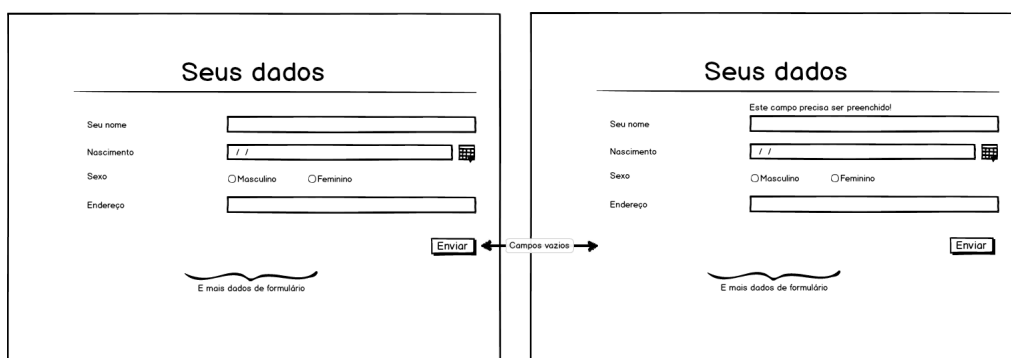 Seus dados
Seu nome
Nascimento
/ /
Sexo
Masculino
Feminino
Endereço
Enviar
E mais dados de formulário
Campos vazios
Seus dados
Este campo precisa ser preenchido!
Seu nome
Nascimento
/ /
Sexo
Masculino
Feminino
Endereço
Enviar
E mais dados de formulário